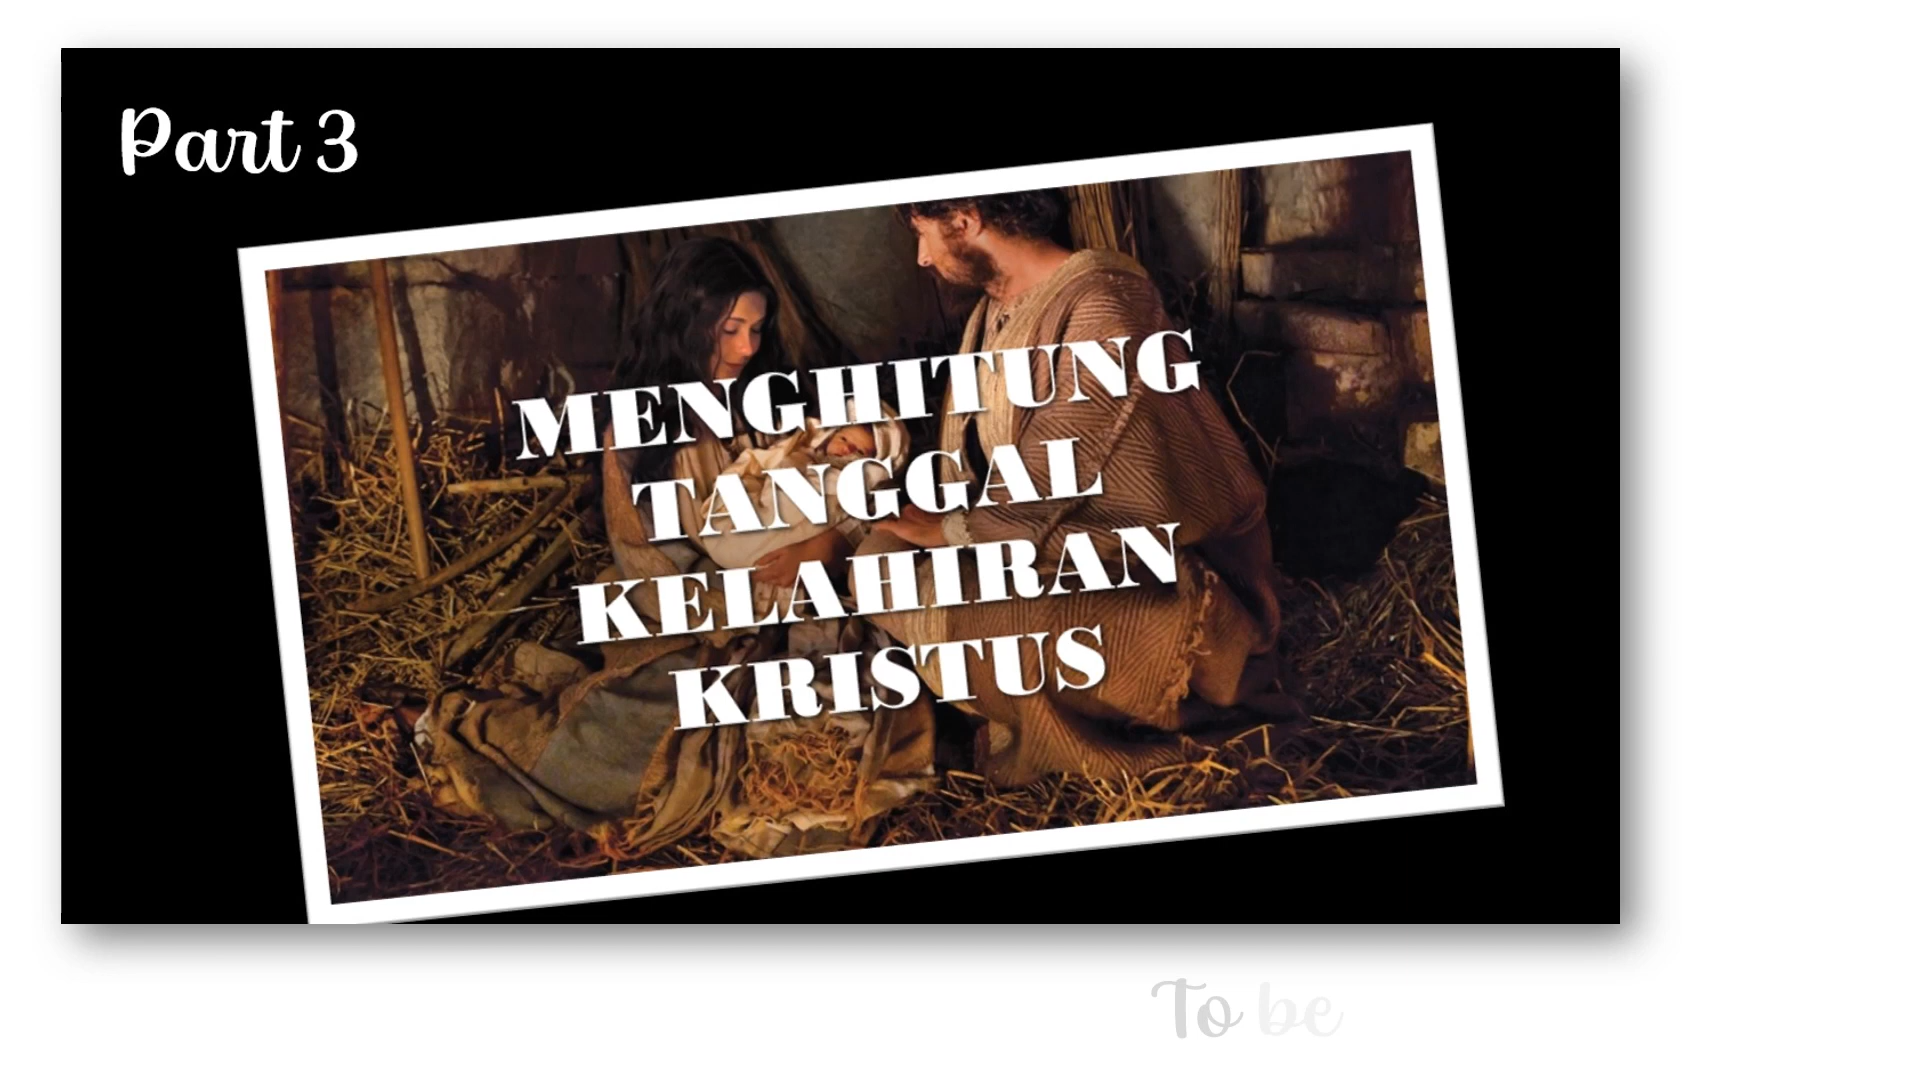 Part 3
MENGHITUNG
TANGGAL
KELAHIRAN
KRISTUS
To be